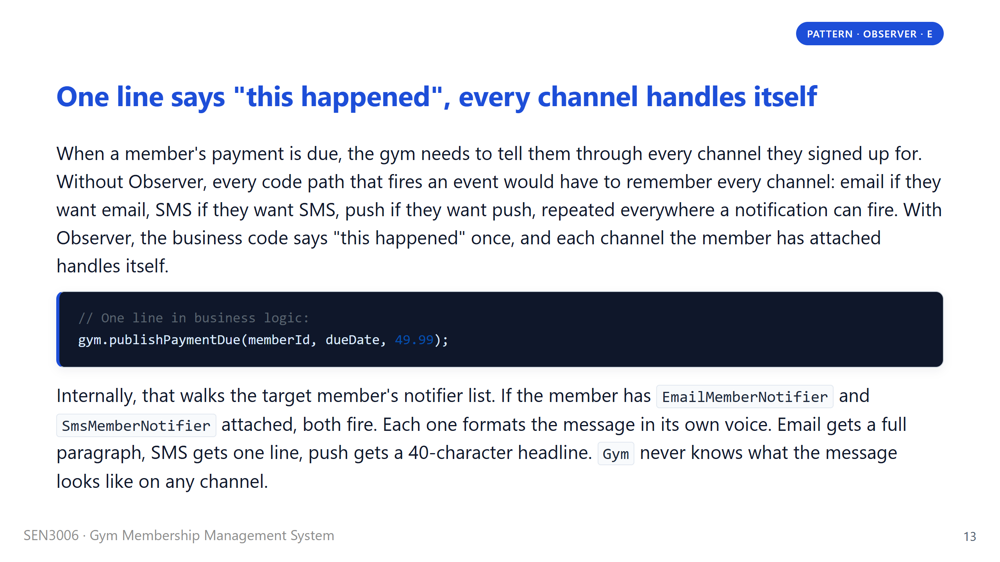 PATTERN · OBSERVER · E
One line says "this happened", every channel handles itself
When a member's payment is due, the gym needs to tell them through every channel they signed up for.
Without Observer, every code path that fires an event would have to remember every channel: email if they
want email, SMS if they want SMS, push if they want push, repeated everywhere a notification can fire. With
Observer, the business code says "this happened" once, and each channel the member has attached
handles itself.
// One line in business logic:
gym.publishPaymentDue(memberId, dueDate, 49.99);
Internally, that walks the target member's notifier list. If the member has EmailMemberNotifier and
SmsMemberNotifier attached, both fire. Each one formats the message in its own voice. Email gets a full
paragraph, SMS gets one line, push gets a 40-character headline. Gym never knows what the message
looks like on any channel.
SEN3006 · Gym Membership Management System
13